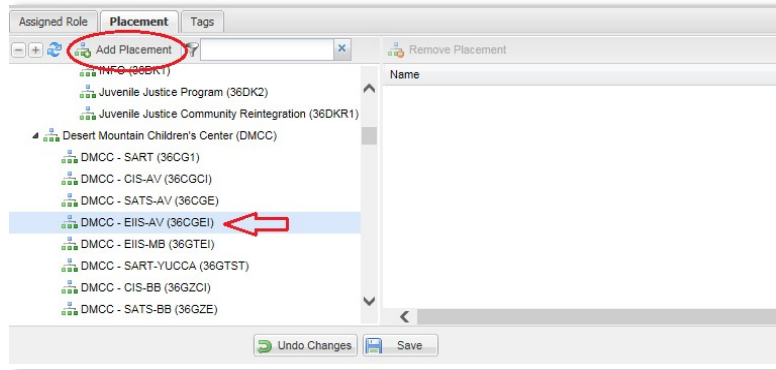 Assigned Role Placement Tags
Add Placement Remove Placement
Name
INFO (36DKT)
Juvenile Justice Program (36DK2)
Juvenile Justice Community Reintegration (36DKR1)
Desert Mountain Children's Center (DMCC)
DMCC - SART (36CG1)
DMCC - CIS-AV (36CGCI)
DMCC - SATS-AV (36CGE)
DMCC - EIIS-AV (36CGEI)
DMCC - EIIS-MB (36GTEI)
DMCC - SART-YUCCA (36GTST)
DMCC - CIS-BB (36GZCI)
DMCC - SATS-BB (36GZE)
Undo Changes Save